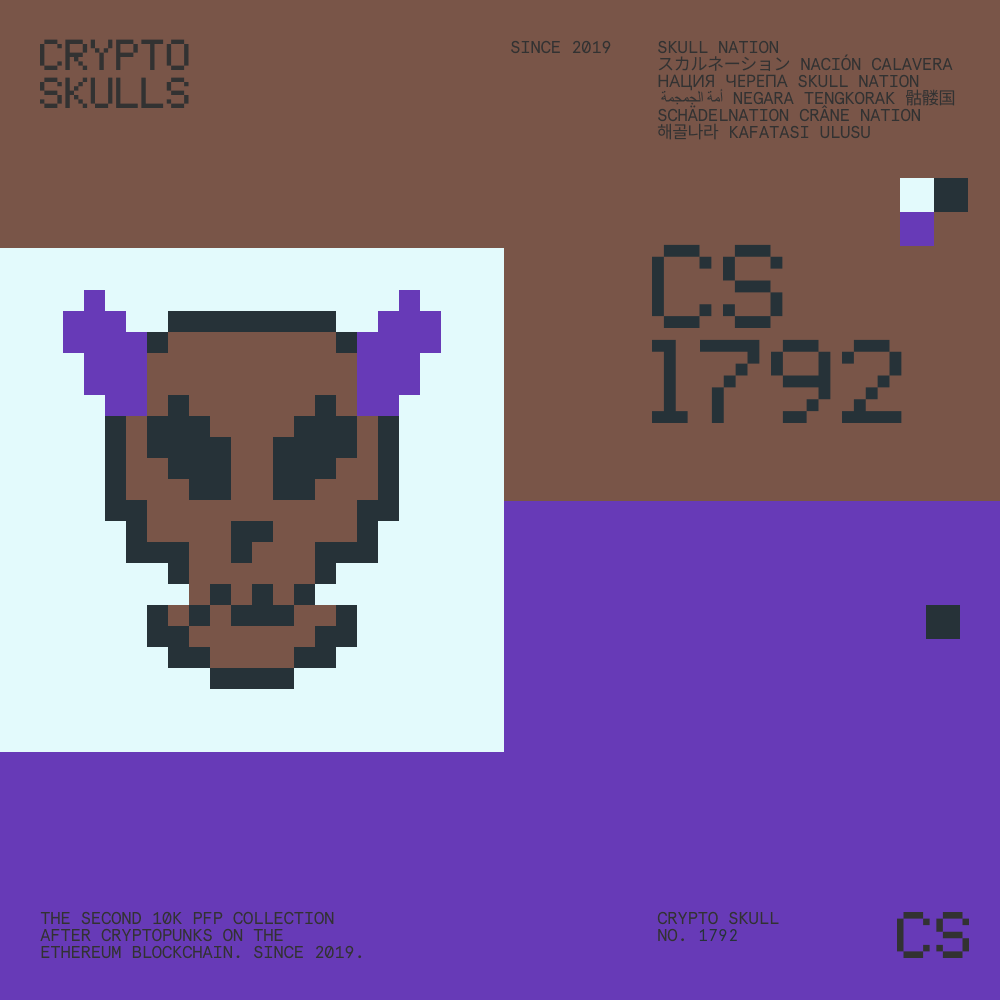 CRYPTO
SKULLS
SINCE 2019
SKULL NATION
スカルネーション NACIÓN CALAVERA
НАЦИЯ ЧЕРЕПА SKULL NATION
أمة الجمجمة NEGARA TENGKORAK 骷髅国
SCHÄDELNATION CRÂNE NATION
해골나라 KAFATASI ULUSU
CS
1792
THE SECOND 10K PFP COLLECTION
AFTER CRYPTOPUNKS ON THE
ETHEREUM BLOCKCHAIN. SINCE 2019.
CRYPTO SKULL
NO. 1792
CS